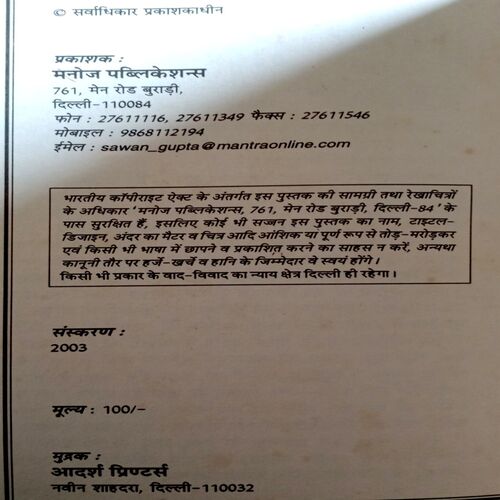 © सर्वाधिकार प्रकाशकाधीन
प्रकाशक :
मनोज पब्लिकेशन्स
761, मेन रोड बुराड़ी,
दिल्ली-110084
फोन : 27611116, 27611349 फैक्स : 27611546
मोबाइल : 9868112194
ईमेल : sawan_gupta@mantraonline.com
भारतीय कॉपीराइट ऐक्ट के अंतर्गत इस पुस्तक की सामग्री तथा रेखाचित्रों
के अधिकार 'मनोज पब्लिकेशन्स, 761, मेन रोड बुराड़ी, दिल्ली-84' के
पास सुरक्षित हैं, इसलिए कोई भी सज्जन इस पुस्तक का नाम, टाइटल-
डिजाइन, अंदर का मैटर व चित्र आदि आंशिक या पूर्ण रूप से तोड़-मरोड़कर
एवं किसी भी भाषा में छापने व प्रकाशित करने का साहस न करें, अन्यथा
कानूनी तौर पर हर्जे-खर्चे व हानि के जिम्मेदार वे स्वयं होंगे।
किसी भी प्रकार के वाद-विवाद का न्याय क्षेत्र दिल्ली ही रहेगा।
संस्करण :
2003
मूल्य : 100/-
मुद्रक :
आदर्श प्रिण्टर्स
नवीन शाहदरा, दिल्ली-110032